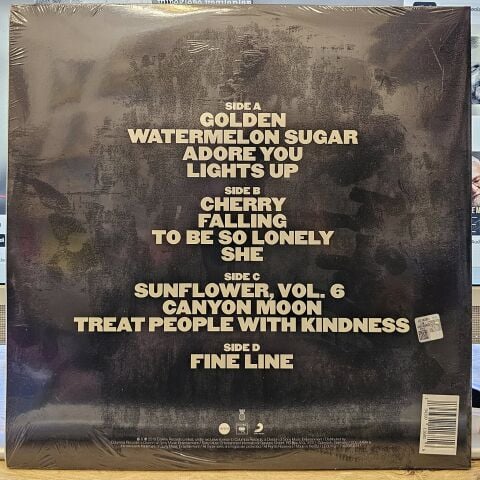 SIDE A
GOLDEN
WATERMELON SUGAR
ADORE YOU
LIGHTS UP
SIDE B
CHERRY
FALLING
TO BE SO LONELY
SHE
SIDE C
SUNFLOWER, VOL. 6
CANYON MOON
TREAT PEOPLE WITH KINDNESS
SIDE D
FINE LINE